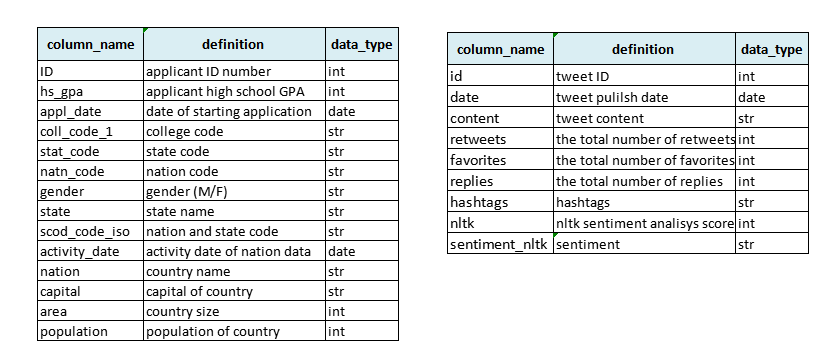 column_name definition data_type
ID applicant ID number int
hs_gpa applicant high school GPA int
appl_date date of starting application date
coll_code_1 college code str
stat_code state code str
natn_code nation code str
gender gender (M/F) str
state state name str
scod_code_iso nation and state code str
activity_date activity date of nation data date
nation country name str
capital capital of country str
area country size int
population population of country int
column_name definition data_type
id tweet ID int
date tweet pulilsh date date
content tweet content str
retweets the total number of retweets int
favorites the total number of favorites int
replies the total number of replies int
hashtags hashtags str
nltk nltk sentiment analisys score int
sentiment_nltk sentiment str